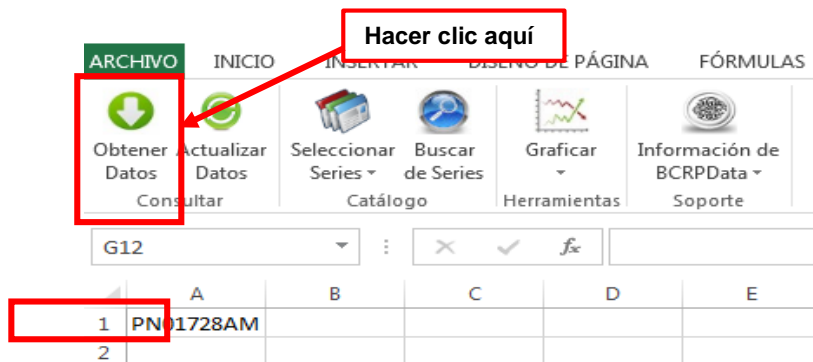 Hacer clic aquí
ARCHIVO INICIO INSERTAR DISEÑO DE PÁGINA FÓRMULAS
Obtener Actualizar Seleccionar Buscar Graficar Información de
Datos Datos Series de Series BCRPData
Consultar Catálogo Herramientas Soporte
G12 fx
A B C D E
1 PN01728AM
2